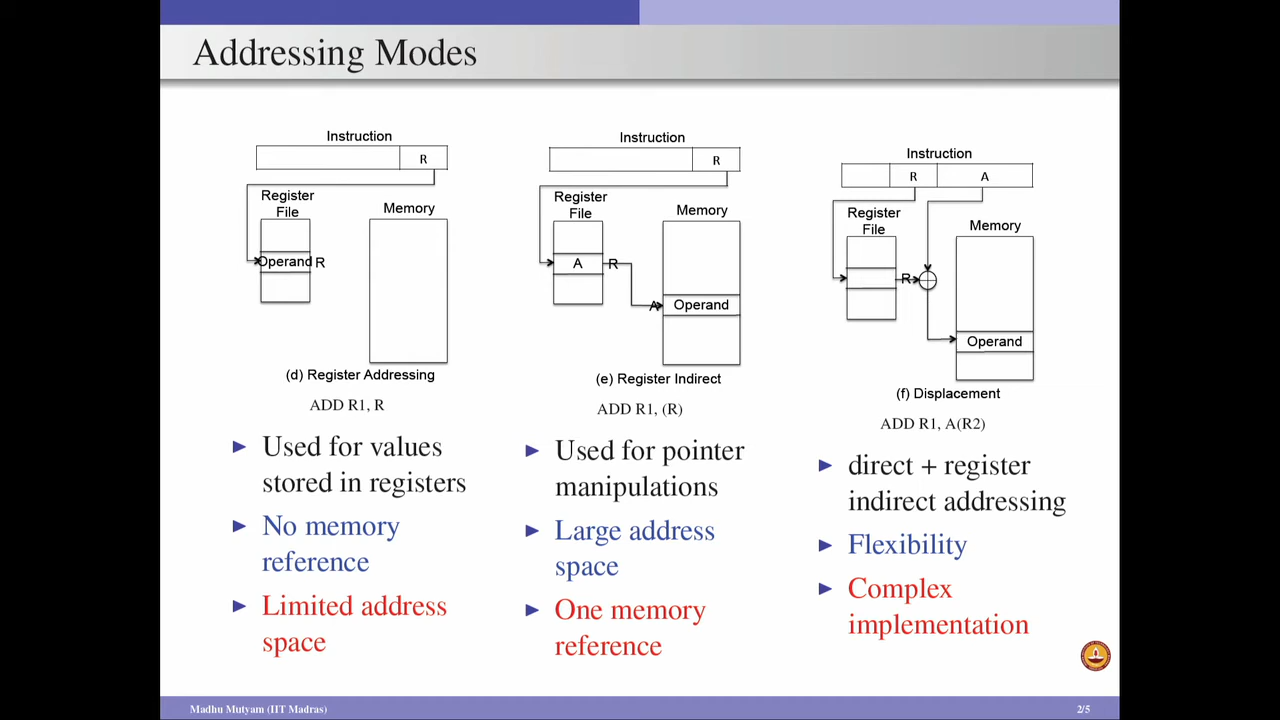 Addressing Modes
Instruction
R
Register
File
Memory
Operand R
(d) Register Addressing
ADD R1, R
Used for values
stored in registers
No memory
reference
Limited address
space
Instruction
R
Register
File
Memory
A
R
A
Operand
(e) Register Indirect
ADD R1, (R)
Used for pointer
manipulations
Large address
space
One memory
reference
Instruction
R
A
Register
File
Memory
R
Operand
(f) Displacement
ADD R1, A(R2)
direct + register
indirect addressing
Flexibility
Complex
implementation
Madhu Mutyam (IIT Madras)
2/5